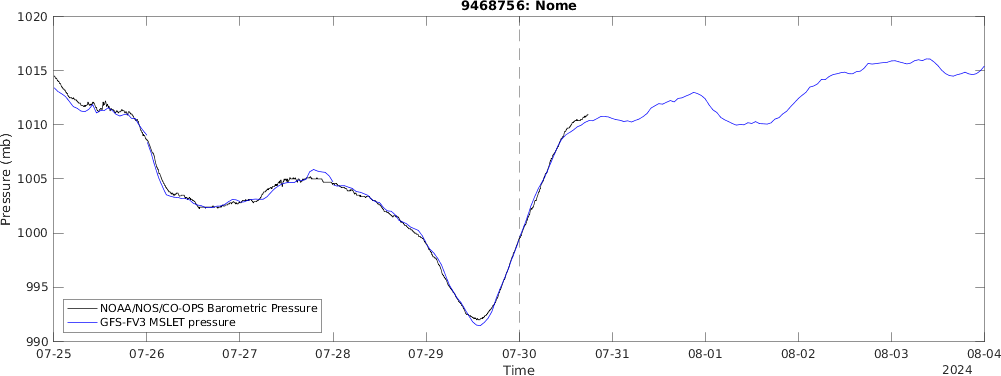 9468756: Nome
1020
1015
1010
1005
1000
995
990
Pressure (mb)
NOAA/NOS/CO-OPS Barometric Pressure
GFS-FV3 MSLET pressure
07-25 07-26 07-27 07-28 07-29 07-30 07-31 08-01 08-02 08-03 08-04
Time
2024